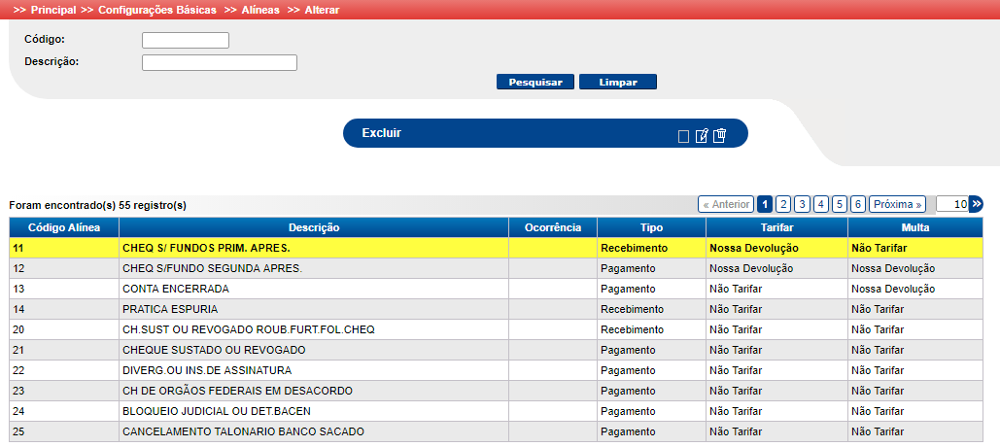 >> Principal >> Configurações Básicas >> Alíneas >> Alterar
Código:
Descrição:
Pesquisar Limpar
Excluir
Foram encontrado(s) 55 registro(s) « Anterior 1 2 3 4 5 6 Próxima » 10 »
Código Alínea Descrição Ocorrência Tipo Tarifar Multa
11 CHEQ S/ FUNDOS PRIM. APRES. Recebimento Nossa Devolução Não Tarifar
12 CHEQ S/FUNDO SEGUNDA APRES. Pagamento Nossa Devolução Nossa Devolução
13 CONTA ENCERRADA Pagamento Não Tarifar Nossa Devolução
14 PRATICA ESPURIA Recebimento Não Tarifar Não Tarifar
20 CH.SUST OU REVOGADO ROUB.FURT.FOL.CHEQ Recebimento Não Tarifar Não Tarifar
21 CHEQUE SUSTADO OU REVOGADO Pagamento Não Tarifar Não Tarifar
22 DIVERG.OU INS.DE ASSINATURA Pagamento Não Tarifar Não Tarifar
23 CH DE ORGÃOS FEDERAIS EM DESACORDO Pagamento Não Tarifar Não Tarifar
24 BLOQUEIO JUDICIAL OU DET.BACEN Pagamento Não Tarifar Não Tarifar
25 CANCELAMENTO TALONARIO BANCO SACADO Pagamento Não Tarifar Não Tarifar